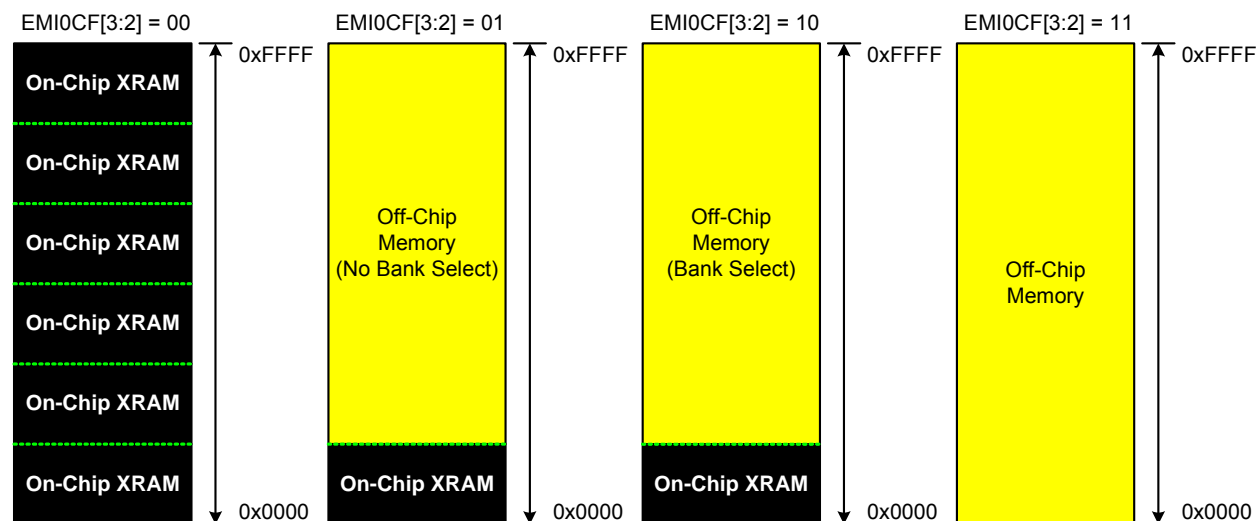 EMI0CF[3:2] = 00
On-Chip XRAM
On-Chip XRAM
On-Chip XRAM
On-Chip XRAM
On-Chip XRAM
On-Chip XRAM
0xFFFF
0x0000
EMI0CF[3:2] = 01
Off-Chip
Memory
(No Bank Select)
On-Chip XRAM
0xFFFF
0x0000
EMI0CF[3:2] = 10
Off-Chip
Memory
(Bank Select)
On-Chip XRAM
0xFFFF
0x0000
EMI0CF[3:2] = 11
Off-Chip
Memory
0xFFFF
0x0000